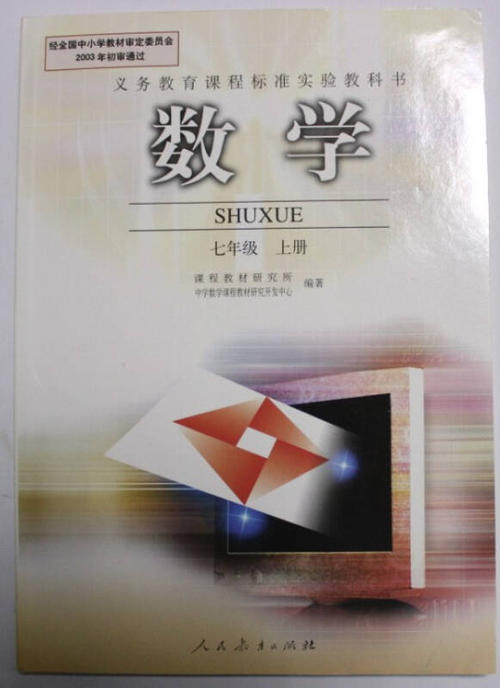 经全国中小学教材审定委员会
2003年初审通过
义务教育课程标准实验教科书
数学
SHUXUE
七年级 上册
课程教材研究所
中学数学课程教材研究开发中心 编著
人民教育出版社